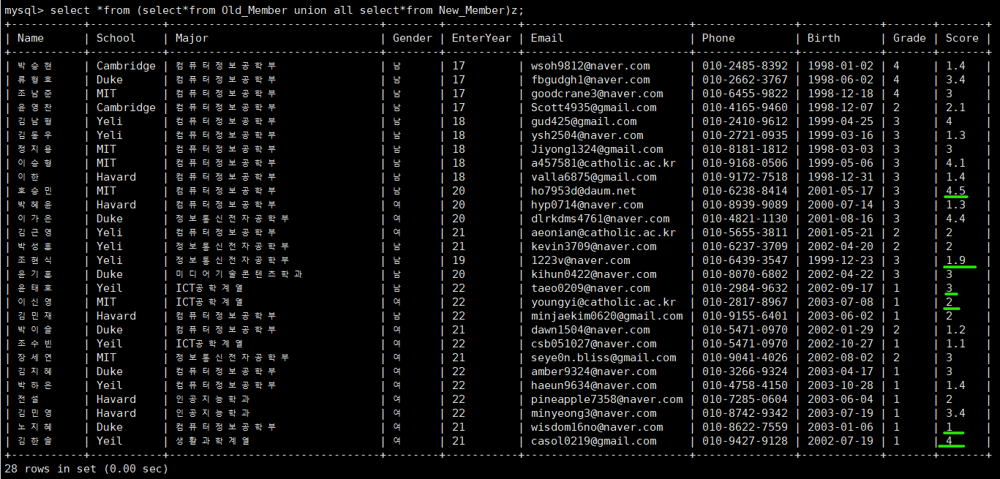 mysql> select *from (select*from Old_Member union all select*from New_Member)z;
+-----------+-----------+--------------------------------+--------+-----------+-------------------------+---------------+------------+-------+-------+
| Name | School | Major | Gender | EnterYear | Email | Phone | Birth | Grade | Score |
+-----------+-----------+--------------------------------+--------+-----------+-------------------------+---------------+------------+-------+-------+
| 박승현 | Cambridge | 컴퓨터정보공학부 | 남 | 17 | wsoh9812@naver.com | 010-2485-8392 | 1998-01-02 | 4 | 1.4 |
| 류형호 | Duke | 컴퓨터정보공학부 | 남 | 17 | fbgudgh1@naver.com | 010-2662-3767 | 1998-06-02 | 4 | 3.4 |
| 조남준 | MIT | 컴퓨터정보공학부 | 남 | 17 | goodcrane3@naver.com | 010-6455-9822 | 1998-12-18 | 4 | 3 |
| 윤영찬 | Cambridge | 컴퓨터정보공학부 | 남 | 17 | Scott4935@gmail.com | 010-4165-9460 | 1998-12-07 | 2 | 2.1 |
| 김남형 | Yeli | 컴퓨터정보공학부 | 남 | 18 | gud425@gmail.com | 010-2410-9612 | 1999-04-25 | 3 | 4 |
| 김동우 | Yeli | 컴퓨터정보공학부 | 남 | 18 | ysh2504@naver.com | 010-2721-0935 | 1999-03-16 | 3 | 1.3 |
| 정지용 | MIT | 컴퓨터정보공학부 | 남 | 18 | Jiyong1324@gmail.com | 010-8181-1812 | 1998-03-03 | 3 | 3 |
| 이승형 | MIT | 컴퓨터정보공학부 | 남 | 18 | a457581@catholic.ac.kr | 010-9168-0506 | 1999-05-06 | 3 | 4.1 |
| 이한 | Havard | 컴퓨터정보공학부 | 남 | 18 | valla6875@gmail.com | 010-9172-7518 | 1998-12-31 | 3 | 1.4 |
| 호승민 | MIT | 컴퓨터정보공학부 | 남 | 20 | ho7953d@daum.net | 010-6238-8414 | 2001-05-17 | 3 | 4.5 |
| 박혜윤 | Havard | 컴퓨터정보공학부 | 여 | 20 | hyp0714@naver.com | 010-8939-9089 | 2000-07-14 | 3 | 1.3 |
| 이가은 | Duke | 정보통신전자공학부 | 여 | 20 | dlrkdms4761@naver.com | 010-4821-1130 | 2001-08-16 | 3 | 4.4 |
| 김근영 | Yeli | 컴퓨터정보공학부 | 여 | 21 | aeonian@catholic.ac.kr | 010-5655-3811 | 2001-05-21 | 2 | 2 |
| 박성훈 | Yeli | 정보통신전자공학부 | 남 | 21 | kevin3709@naver.com | 010-6237-3709 | 2002-04-20 | 2 | 2 |
| 조현식 | Yeli | 정보통신전자공학부 | 남 | 19 | 1223v@naver.com | 010-6439-3547 | 1999-12-23 | 3 | 1.9 |
| 윤기훈 | Duke | 미디어기술콘텐츠학과 | 남 | 20 | kihun0422@naver.com | 010-8070-6802 | 2002-04-22 | 3 | 3 |
| 윤태호 | Yeil | ICT공학계열 | 남 | 22 | taeo0209@naver.com | 010-2984-9632 | 2002-09-17 | 1 | 3 |
| 이신영 | MIT | ICT공학계열 | 여 | 22 | youngyi@catholic.ac.kr | 010-2817-8967 | 2003-07-08 | 1 | 2 |
| 김민재 | Havard | 컴퓨터정보공학부 | 남 | 22 | minjaekim0620@gmail.com | 010-9155-6401 | 2003-06-02 | 1 | 2 |
| 박이슬 | Duke | 컴퓨터정보공학부 | 여 | 21 | dawn1504@naver.com | 010-5471-0970 | 2002-01-29 | 2 | 1.2 |
| 조수빈 | Yeil | ICT공학계열 | 여 | 22 | csb051027@naver.com | 010-5471-0970 | 2002-10-27 | 1 | 1.1 |
| 장세연 | MIT | 정보통신전자공학부 | 여 | 21 | seye0n.bliss@gmail.com | 010-9041-4026 | 2002-08-02 | 2 | 3 |
| 김지혜 | Duke | 컴퓨터정보공학부 | 여 | 22 | amber9324@naver.com | 010-3266-9324 | 2003-04-17 | 1 | 3 |
| 박하은 | Yeil | 컴퓨터정보공학부 | 여 | 22 | haeun9634@naver.com | 010-4758-4150 | 2003-10-28 | 1 | 1.4 |
| 전설 | Havard | 인공지능학과 | 여 | 22 | pineapple7358@naver.com | 010-7285-0604 | 2003-06-04 | 1 | 2 |
| 김민영 | Havard | 인공지능학과 | 여 | 22 | minyeong3@naver.com | 010-8742-9342 | 2003-07-19 | 1 | 3.4 |
| 노지혜 | Duke | 컴퓨터정보공학부 | 여 | 21 | wisdom16no@naver.com | 010-8622-7559 | 2003-01-06 | 1 | 1 |
| 김한솔 | Yeil | 생활과학계열 | 여 | 21 | casol0219@gmail.com | 010-9427-9128 | 2002-07-19 | 1 | 4 |
+-----------+-----------+--------------------------------+--------+-----------+-------------------------+---------------+------------+-------+-------+
28 rows in set (0.00 sec)